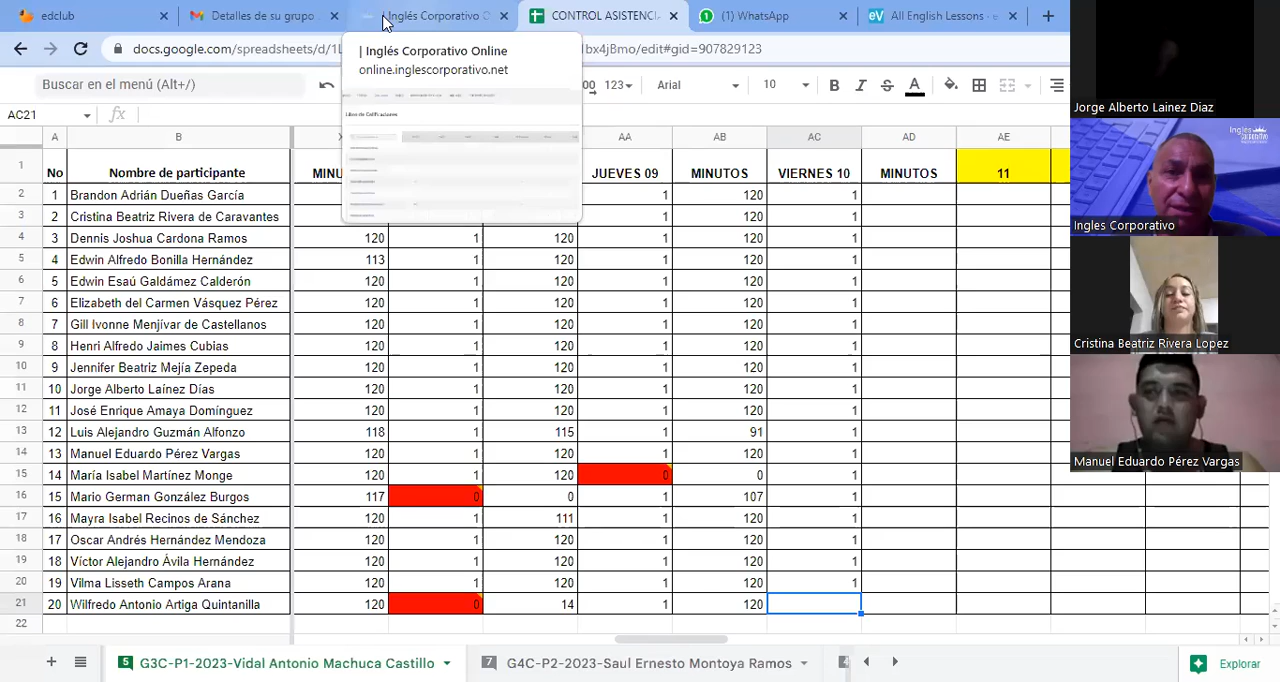 edclub
Detalles de su grupo
| Inglés Corporativo O
CONTROL ASISTENCI
(1) WhatsApp
All English Lessons - e
docs.google.com/spreadsheets/d/1
bx4jBmo/edit#gid=907829123
| Inglés Corporativo Online
online.inglescorporativo.net
Libro de Calificaciones
Buscar en el menú (Alt+/)
123
Arial
10
B
I
S
A
AC21
fx
A B AA AB AC AD AE
1 No Nombre de participante MINU JUEVES 09 MINUTOS VIERNES 10 MINUTOS 11
2 1 Brandon Adrián Dueñas García 1 120 1
3 2 Cristina Beatriz Rivera de Caravantes 1 120 1
4 3 Dennis Joshua Cardona Ramos 120 1 120 1 120 1
5 4 Edwin Alfredo Bonilla Hernández 113 1 120 1 120 1
6 5 Edwin Esaú Galdámez Calderón 120 1 120 1 120 1
7 6 Elizabeth del Carmen Vásquez Pérez 120 1 120 1 120 1
8 7 Gill Ivonne Menjívar de Castellanos 120 1 120 1 120 1
9 8 Henri Alfredo Jaimes Cubias 120 1 120 1 120 1
10 9 Jennifer Beatriz Mejía Zepeda 120 1 120 1 120 1
11 10 Jorge Alberto Lainez Días 120 1 120 1 120 1
12 11 José Enrique Amaya Domínguez 120 1 120 1 120 1
13 12 Luis Alejandro Guzmán Alfonzo 118 1 115 1 91 1
14 13 Manuel Eduardo Pérez Vargas 120 1 120 1 120 1
15 14 María Isabel Martínez Monge 120 1 120 0 0 1
16 15 Mario German González Burgos 117 0 0 1 107 1
17 16 Mayra Isabel Recinos de Sánchez 120 1 111 1 120 1
18 17 Oscar Andrés Hernández Mendoza 120 1 120 1 120 1
19 18 Víctor Alejandro Ávila Hernández 120 1 120 1 120 1
20 19 Vilma Lisseth Campos Arana 120 1 120 1 120 1
21 20 Wilfredo Antonio Artiga Quintanilla 120 0 14 1 120
22
5 G3C-P1-2023-Vidal Antonio Machuca Castillo
7 G4C-P2-2023-Saul Ernesto Montoya Ramos
Explorar
Jorge Alberto Lainez Diaz
Ingles
CORPORATIVO
Ingles Corporativo
Cristina Beatriz Rivera Lopez
Manuel Eduardo Pérez Vargas